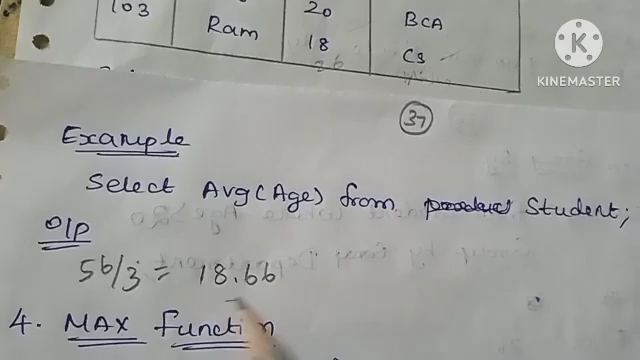 103 20 BCA
Ram 18 Cs
KINEMASTER
37
Example
Select Avg(Age) from Student;
O/p
56/3 = 18.66
4. MAX Function